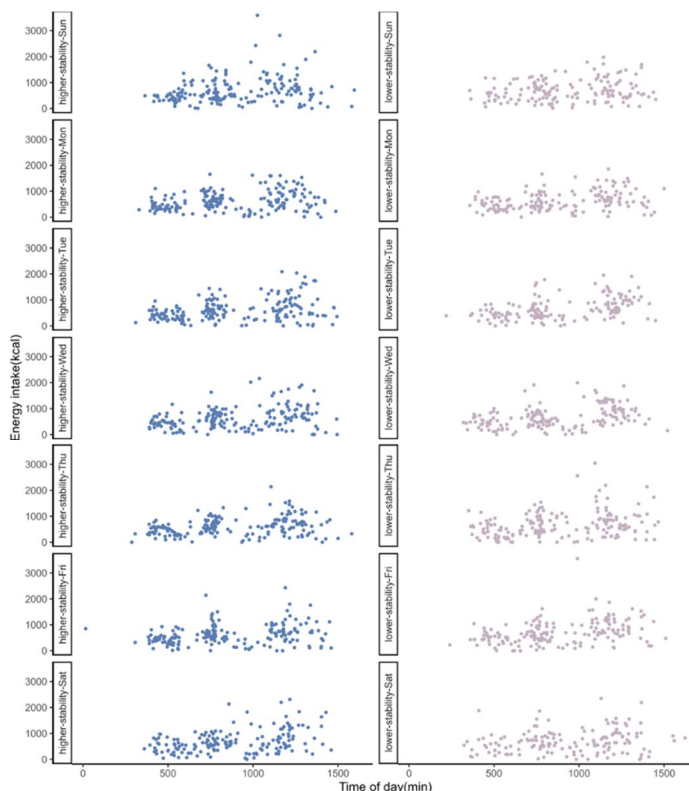 Energy intake(kcal)
3000
2000
1000
0
higher-stability-Sun
lower-stability-Sun
3000
2000
1000
0
higher-stability-Mon
lower-stability-Mon
3000
2000
1000
0
higher-stability-Tue
lower-stability-Tue
3000
2000
1000
0
higher-stability-Wed
lower-stability-Wed
3000
2000
1000
0
higher-stability-Thu
lower-stability-Thu
3000
2000
1000
0
higher-stability-Fri
lower-stability-Fri
3000
2000
1000
0
higher-stability-Sat
lower-stability-Sat
0 500 1000 1500 0 500 1000 1500
Time of day(min)